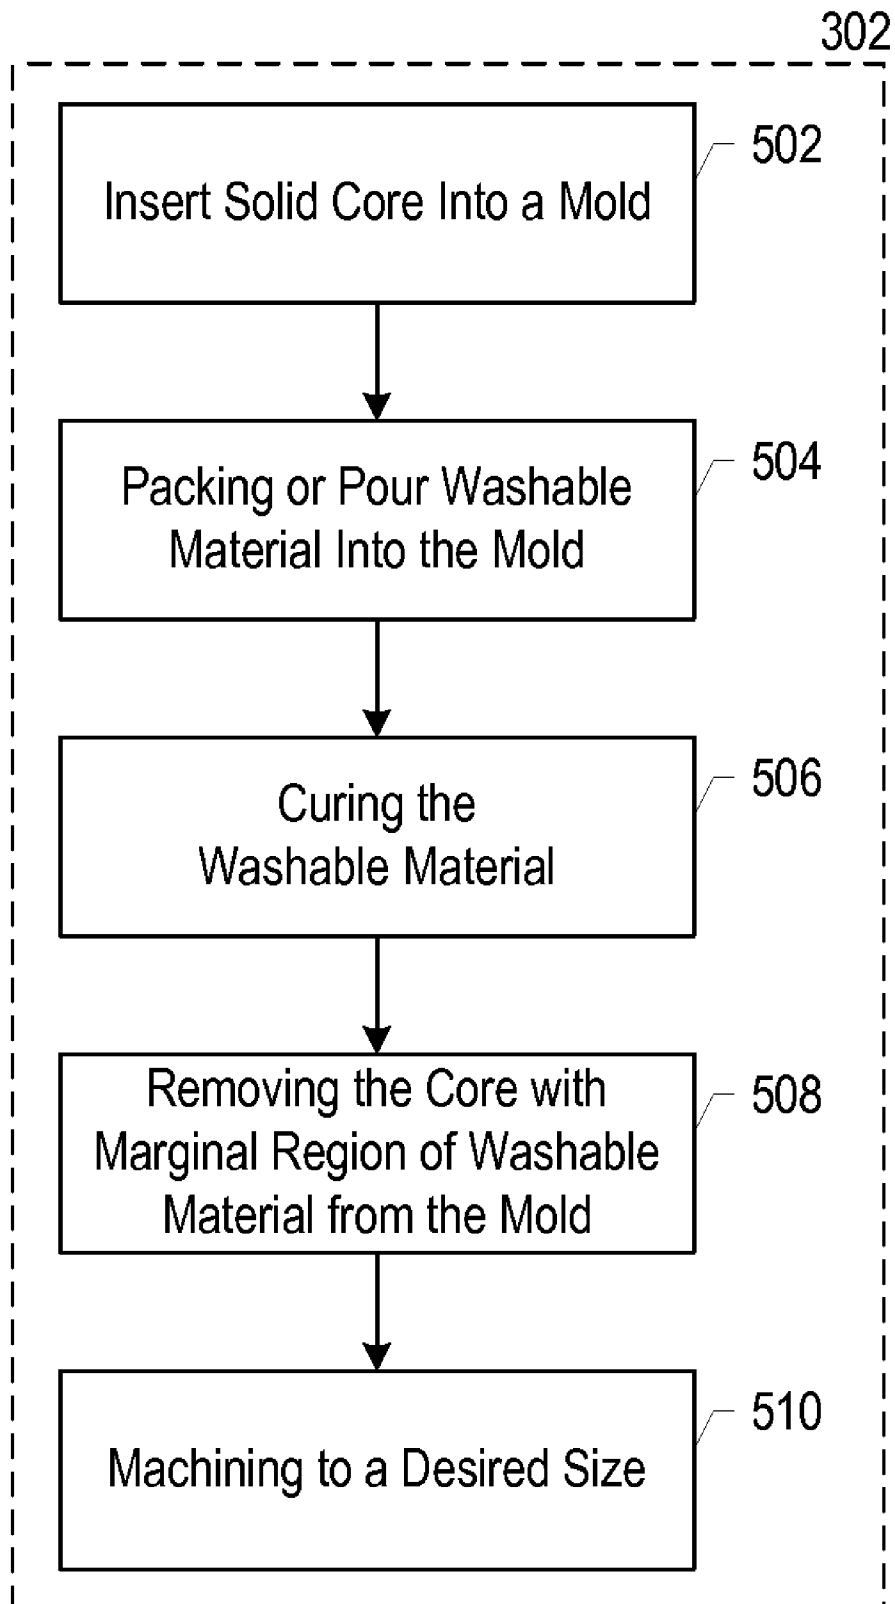 302
Insert Solid Core Into a Mold
502
Packing or Pour Washable
Material Into the Mold
504
Curing the
Washable Material
506
Removing the Core with
Marginal Region of Washable
Material from the Mold
508
Machining to a Desired Size
510